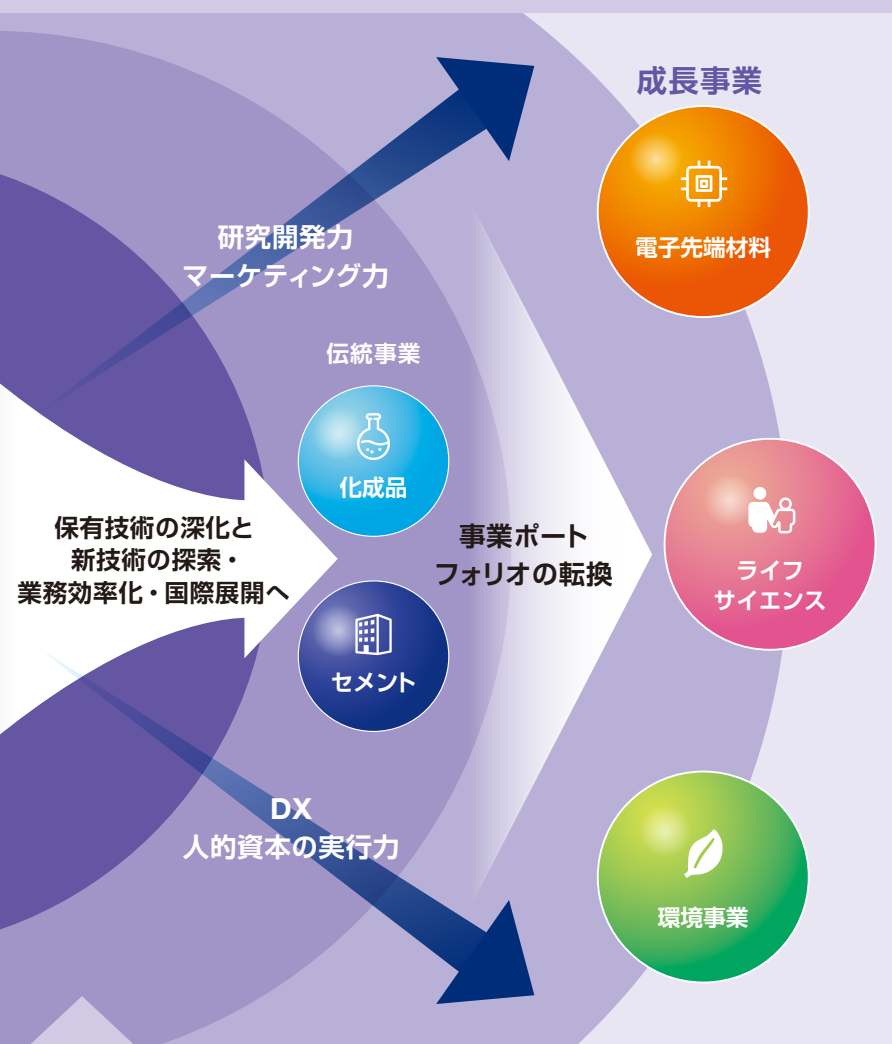 成長事業
電子先端材料
研究開発力
マーケティング力
伝統事業
化成品
保有技術の深化と
新技術の探索・
業務効率化・国際展開へ
事業ポート
フォリオの転換
ライフ
サイエンス
セメント
DX
人的資本の実行力
環境事業